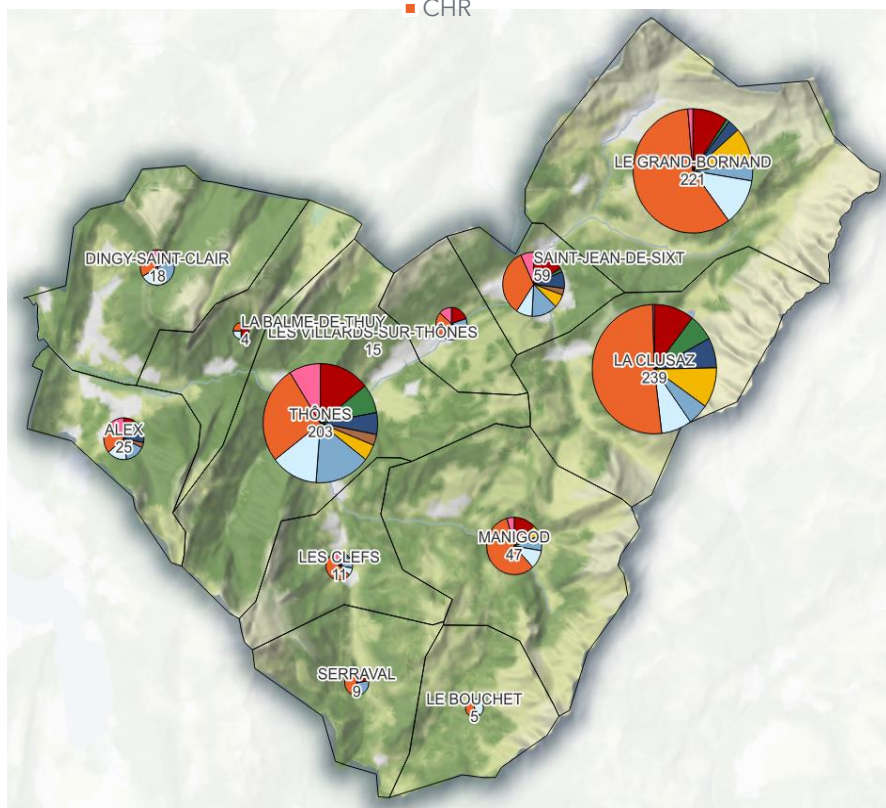 CHR
LE GRAND-BORNAND
221
DINGY-SAINT-CLAIR
18
SAINT-JEAN-DE-SIXT
59
LA BALME-DE-THUY
4
LES VILLARDS-SUR-THÔNES
15
LA CLUSAZ
239
THÔNES
203
ALEX
25
MANIGOD
47
LES CLEFS
11
SERRAVAL
9
LE BOUCHET
5